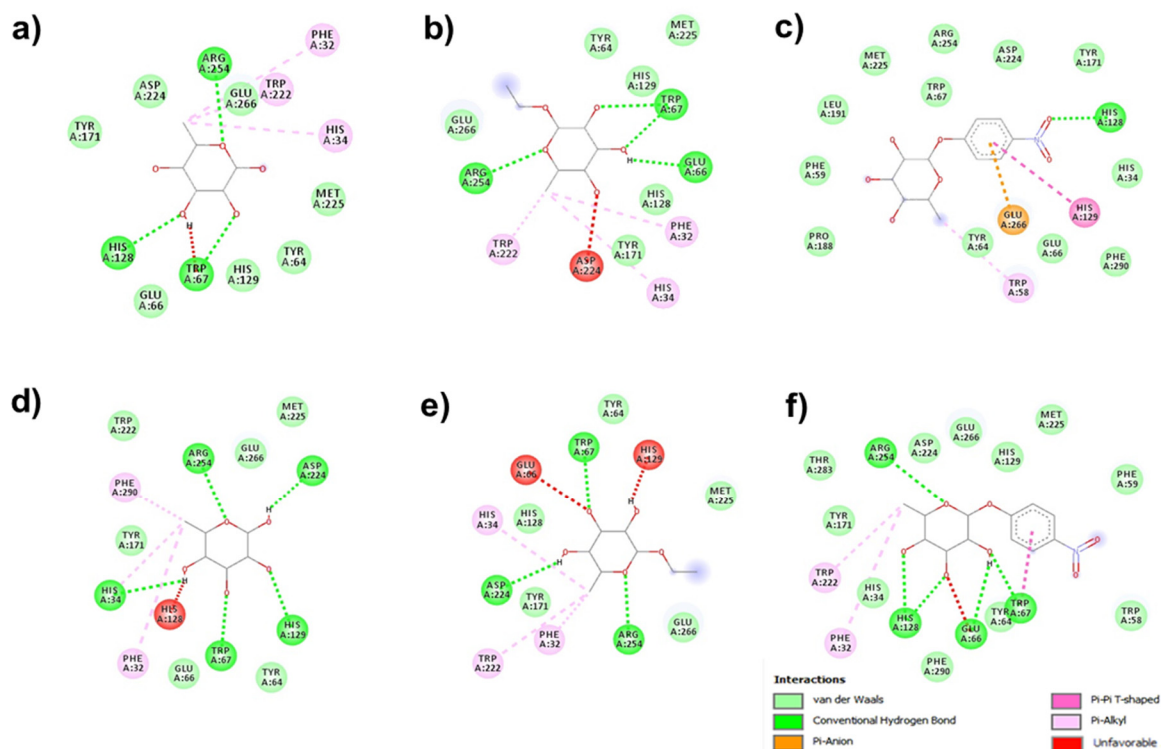 a)
PHE
A:32
ARG
A:254
ASP
A:224
GLU
A:266
TRP
A:222
TYR
A:171
HIS
A:34
MET
A:225
HIS
A:128
TRP
A:67
HIS
A:129
TYR
A:64
GLU
A:66
H
b)
TYR
A:64
MET
A:225
HIS
A:129
TRP
A:67
GLU
A:266
ARG
A:254
GLU
A:66
HIS
A:128
PHE
A:32
TRP
A:222
TYR
A:171
ASP
A:224
HIS
A:34
H
c)
ARG
A:254
ASP
A:224
MET
A:225
TYR
A:171
TRP
A:67
LEU
A:191
HIS
A:128
PHE
A:59
HIS
A:34
GLU
A:266
HIS
A:129
PRO
A:188
TYR
A:64
GLU
A:66
PHE
A:290
TRP
A:58
d)
TRP
A:222
MET
A:225
ARG
A:254
GLU
A:266
ASP
A:224
PHE
A:290
H
TYR
A:171
HIS
A:34
H
HIS
A:128
HIS
A:129
TRP
A:67
PHE
A:32
GLU
A:66
TYR
A:64
e)
TYR
A:64
TRP
A:67
HIS
A:129
GLU
A:66
MET
A:225
HIS
A:34
HIS
A:128
H
H
ASP
A:224
TYR
A:171
PHE
A:32
ARG
A:254
GLU
A:266
TRP
A:222
f)
MET
A:225
GLU
A:266
ARG
A:254
ASP
A:224
HIS
A:129
THR
A:283
PHE
A:59
TYR
A:171
TRP
A:222
HIS
A:34
H
HIS
A:128
GLU
A:66
TYR
A:64
TRP
A:67
TRP
A:58
PHE
A:32
PHE
A:290
Interactions
van der Waals
Conventional Hydrogen Bond
Pi-Anion
Pi-Pi T-shaped
Pi-Alkyl
Unfavorable